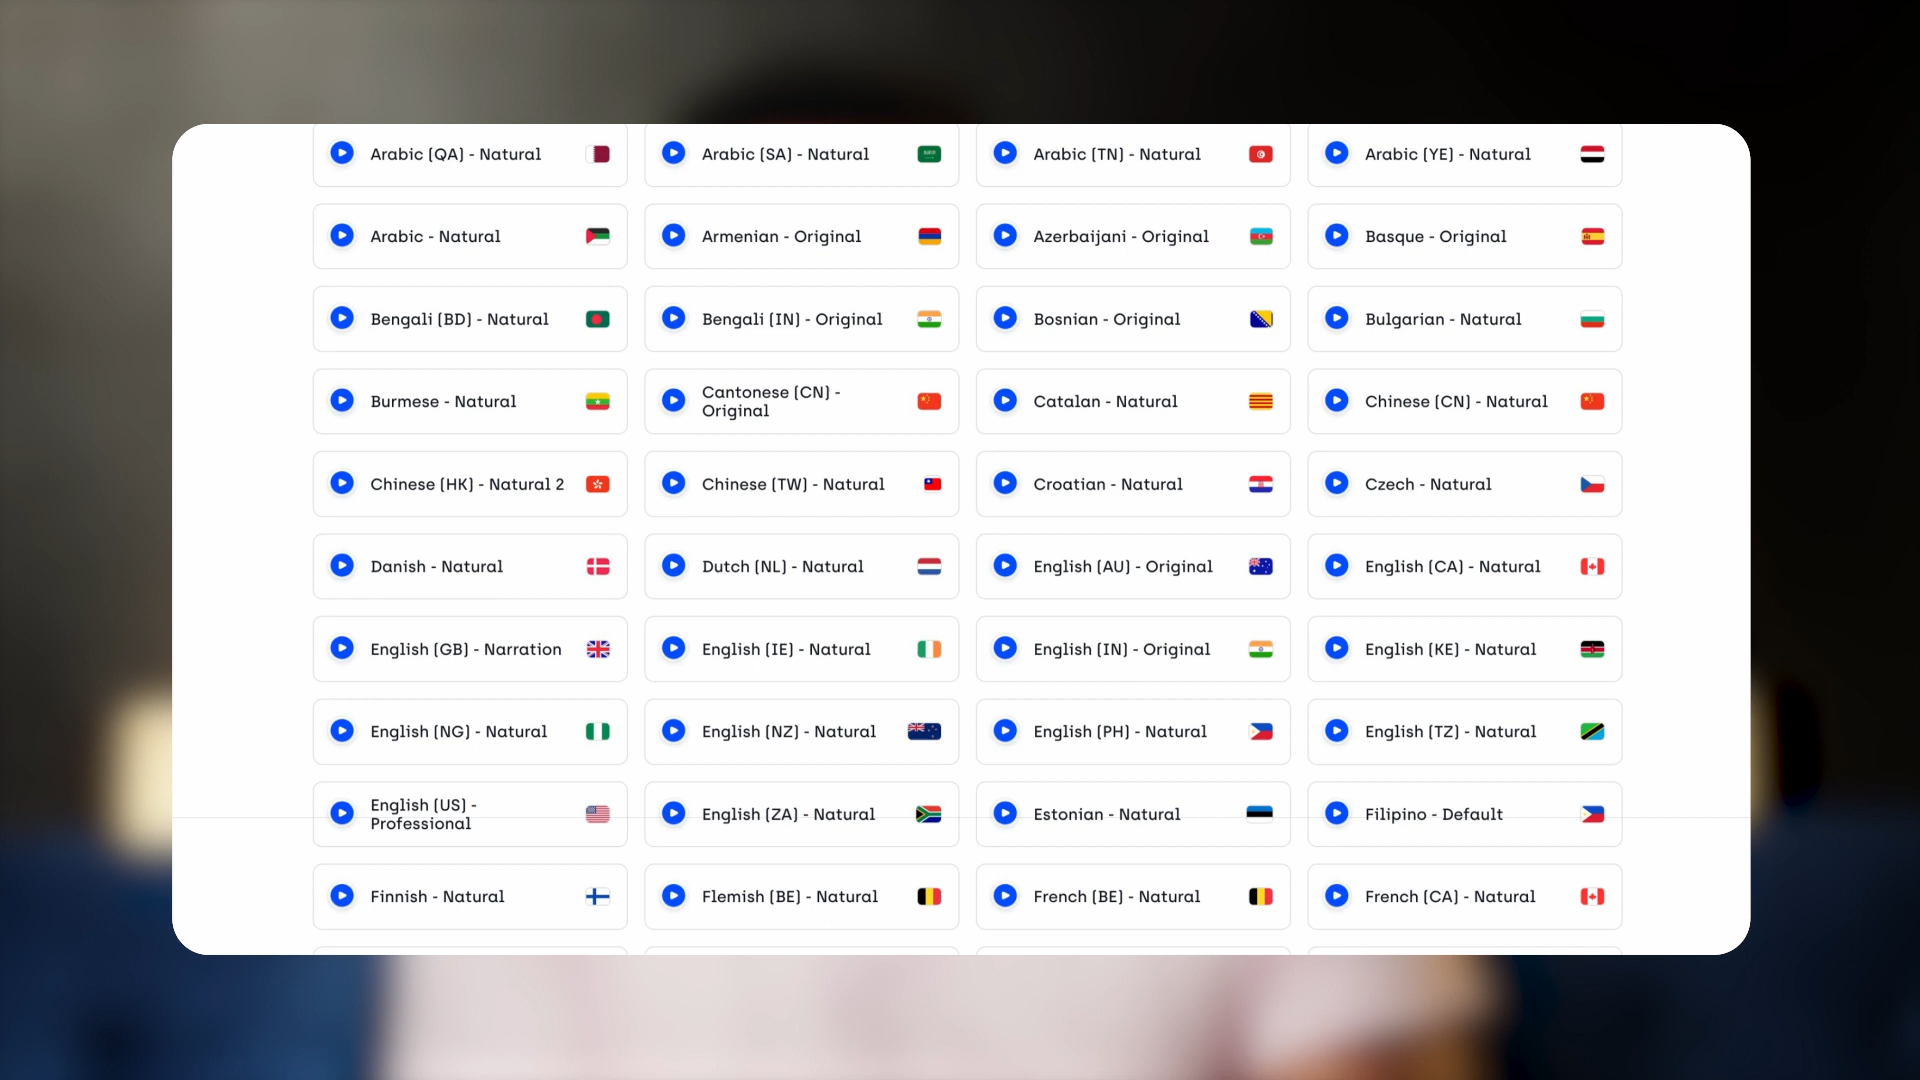 Arabic (QA) - Natural
Arabic (SA) - Natural
Arabic (TN) - Natural
Arabic (YE) - Natural
Arabic - Natural
Armenian - Original
Azerbaijani - Original
Basque - Original
Bengali (BD) - Natural
Bengali (IN) - Original
Bosnian - Original
Bulgarian - Natural
Burmese - Natural
Cantonese (CN) -
Original
Catalan - Natural
Chinese (CN) - Natural
Chinese (HK) - Natural 2
Chinese (TW) - Natural
Croatian - Natural
Czech - Natural
Danish - Natural
Dutch (NL) - Natural
English (AU) - Original
English (CA) - Natural
English (GB) - Narration
English (IE) - Natural
English (IN) - Original
English (KE) - Natural
English (NG) - Natural
English (NZ) - Natural
English (PH) - Natural
English (TZ) - Natural
English (US) -
Professional
English (ZA) - Natural
Estonian - Natural
Filipino - Default
Finnish - Natural
Flemish (BE) - Natural
French (BE) - Natural
French (CA) - Natural